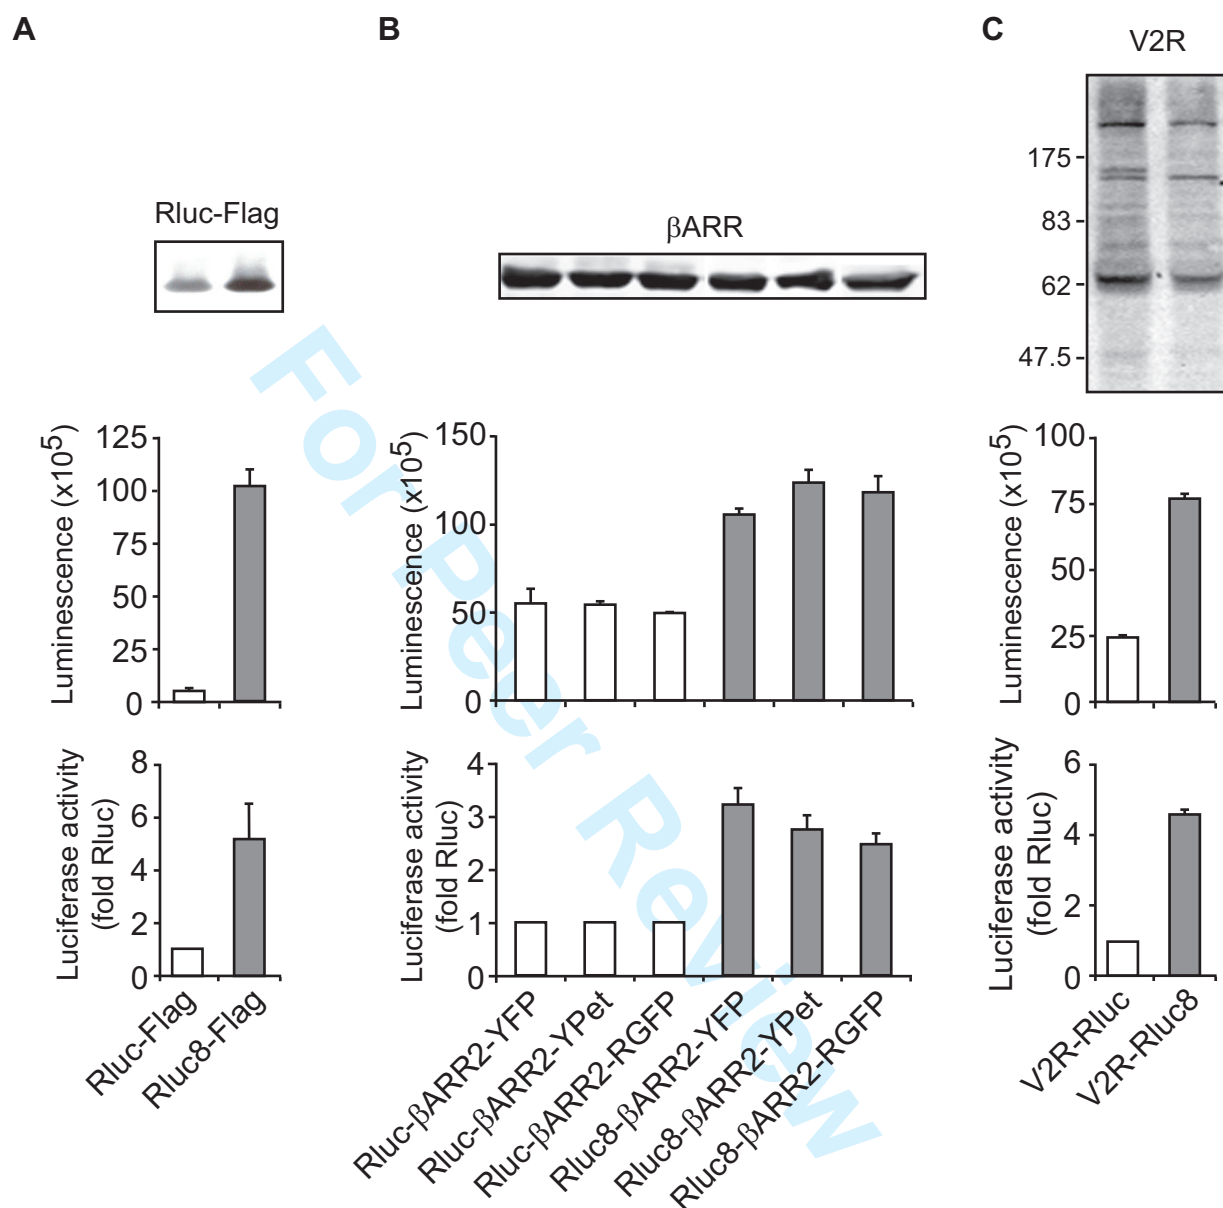 A
B
C
V2R
175
83
62
47.5
Rluc-Flag
βARR
Luminescence (x10⁵)
125
100
75
50
25
0
Luminescence (x10⁵)
150
100
50
0
Luminescence (x10⁵)
100
75
50
25
0
Luciferase activity
(fold Rluc)
8
6
4
2
0
Luciferase activity
(fold Rluc)
4
3
2
1
0
Luciferase activity
(fold Rluc)
6
4
2
0
Rluc-Flag
Rluc8-Flag
Rluc-βARR2-YFP
Rluc-βARR2-YPet
Rluc-βARR2-RGFP
Rluc8-βARR2-YFP
Rluc8-βARR2-YPet
Rluc8-βARR2-RGFP
V2R-Rluc
V2R-Rluc8
For Peer Review